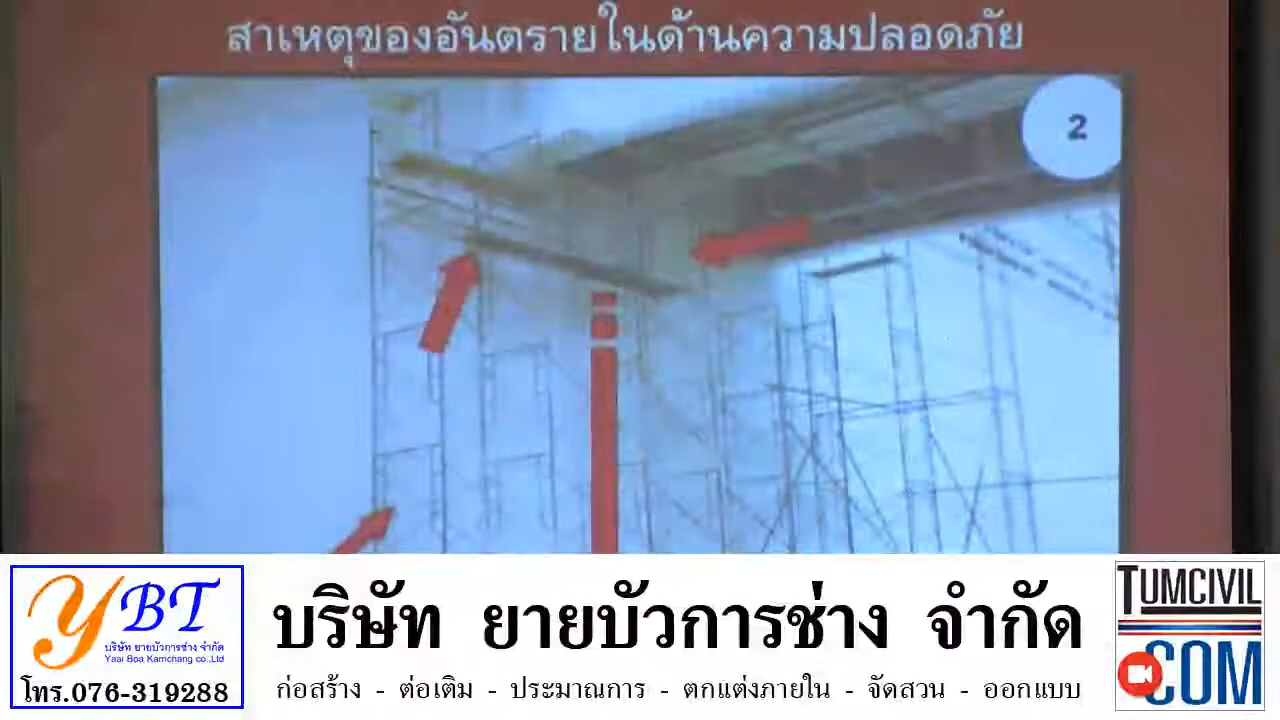 สาเหตุของอันตรายในด้านความปลอดภัย
2
YBT
บริษัท ยายบัวการช่าง จำกัด
Yaai Boa Kamchang co.,Ltd
โทร.076-319288
บริษัท ยายบัวการช่าง จำกัด
ก่อสร้าง - ต่อเติม - ประมาณการ - ตกแต่งภายใน - จัดสวน - ออกแบบ
TUMCIVIL
COM